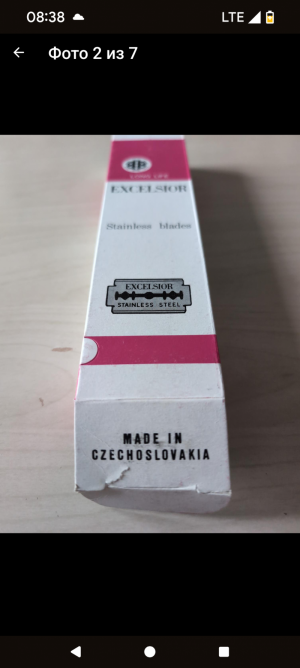 08:38
LTE
Фото 2 из 7
LONG LIFE
EXCELSIOR
Stainless blades
EXCELSIOR
STAINLESS STEEL
MADE IN
CZECHOSLOVAKIA